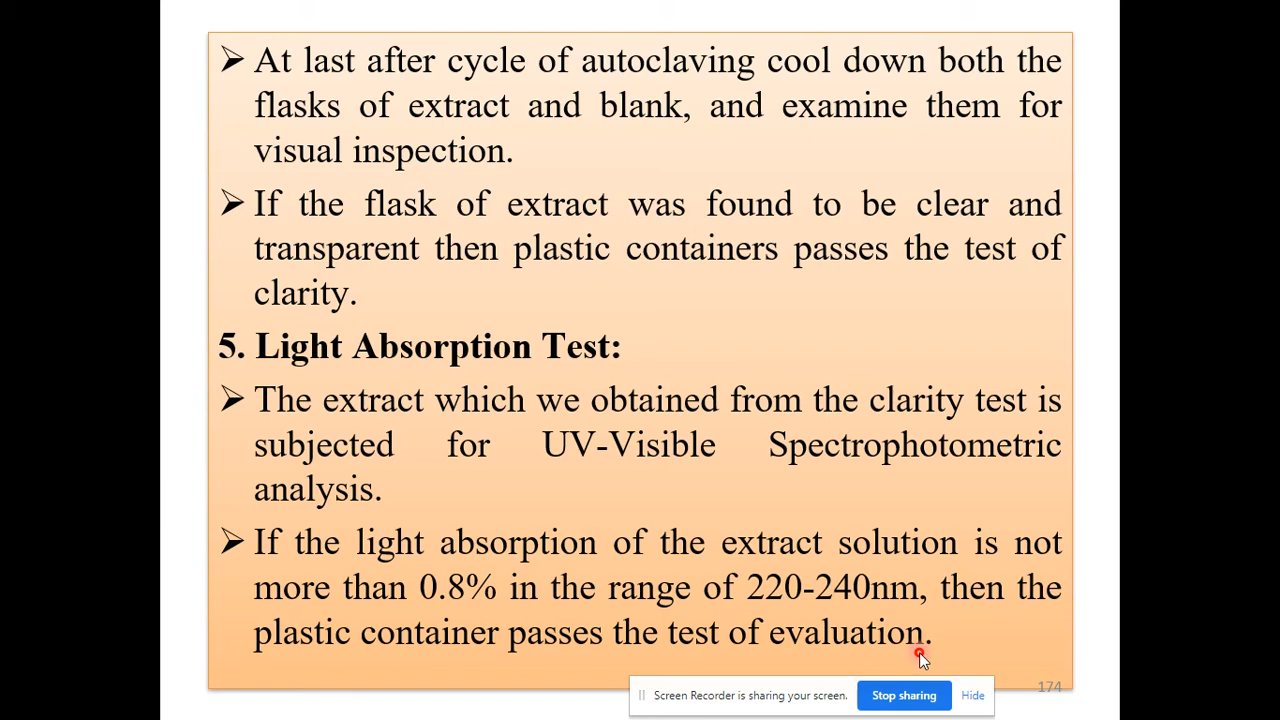 ➢ At last after cycle of autoclaving cool down both the
flasks of extract and blank, and examine them for
visual inspection.
➢ If the flask of extract was found to be clear and
transparent then plastic containers passes the test of
clarity.
5. Light Absorption Test:
➢ The extract which we obtained from the clarity test is
subjected for UV-Visible Spectrophotometric
analysis.
➢ If the light absorption of the extract solution is not
more than 0.8% in the range of 220-240nm, then the
plastic container passes the test of evaluation.
174
Screen Recorder is sharing your screen. Stop sharing Hide